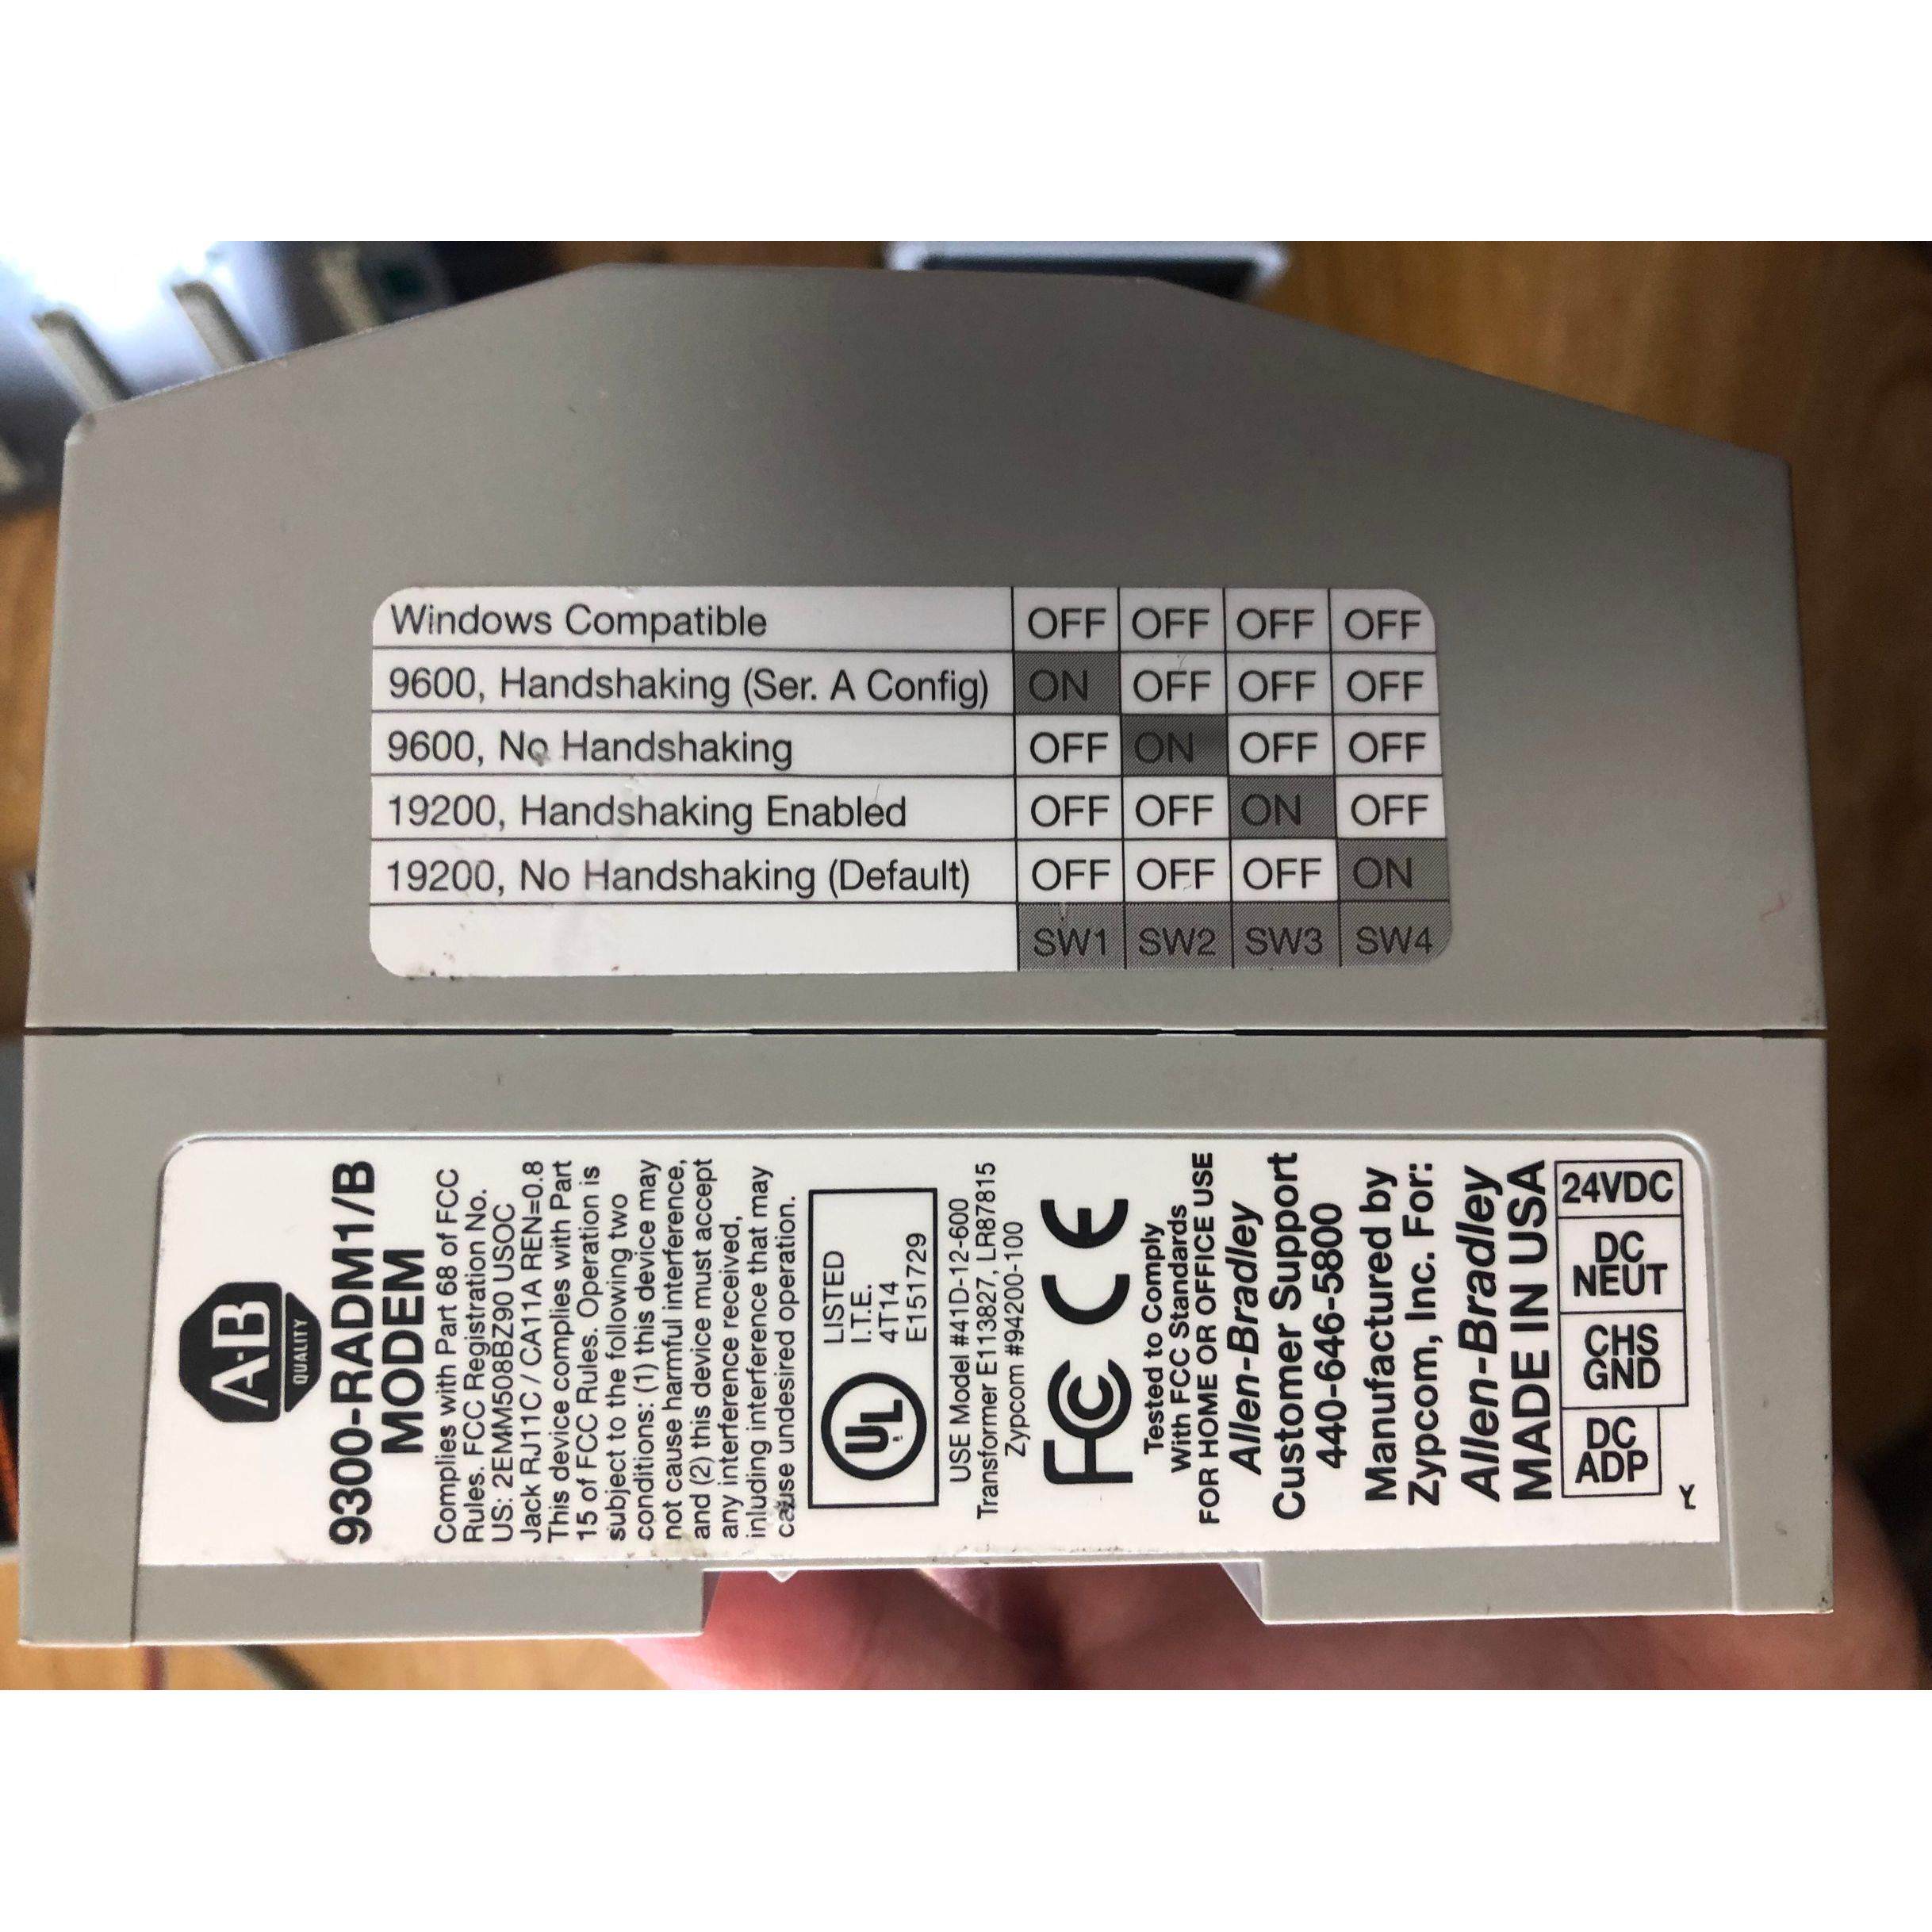 Windows Compatible OFF OFF OFF OFF
9600, Handshaking (Ser. A Config) ON OFF OFF OFF
9600, No Handshaking OFF ON OFF OFF
19200, Handshaking Enabled OFF OFF ON OFF
19200, No Handshaking (Default) OFF OFF OFF ON
SW1 SW2 SW3 SW4
A-B
QUALITY
9300-RADM1/B
MODEM
Complies with Part 68 of FCC
Rules. FCC Registration No.
US: 2EMM508BZ90 USOC
Jack RJ11C / CA11A REN=0.8
This device complies with Part
15 of FCC Rules. Operation is
subject to the following two
conditions: (1) this device may
not cause harmful interference,
and (2) this device must accept
any interference received,
inluding interference that may
cause undesired operation.
UL
LISTED
I.T.E.
4T14
E151729
USE Model #41D-12-600
Transformer E113827, LR87815
Zypcom #94200-100
FC CE
Tested to Comply
With FCC Standards
FOR HOME OR OFFICE USE
Allen-Bradley
Customer Support
440-646-5800
Manufactured by
Zypcom, Inc. For:
Allen-Bradley
MADE IN USA
24VDC
DC
NEUT
CHS
GND
DC
ADP
Y